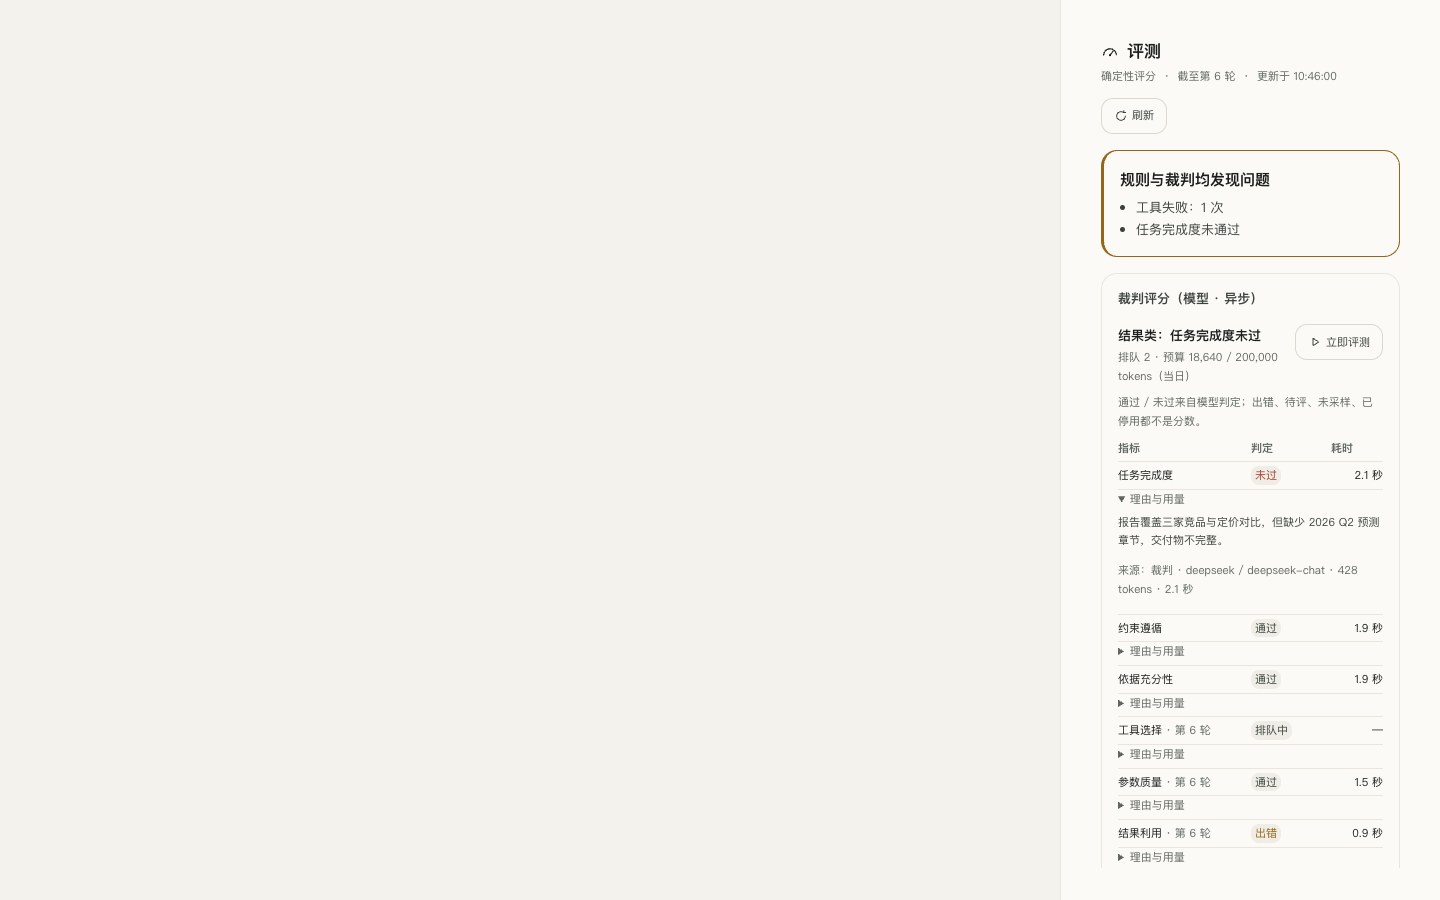 评测
确定性评分 · 截至第 6 轮 · 更新于 10:46:00
刷新
规则与裁判均发现问题
工具失败：1 次
任务完成度未通过
裁判评分（模型 · 异步）
结果类：任务完成度未过
立即评测
排队 2 · 预算 18,640 / 200,000
tokens（当日）
通过 / 未过来自模型判定；出错、待评、未采样、已
停用都不是分数。
指标 判定 耗时
任务完成度 未过 2.1 秒
▼ 理由与用量
报告覆盖三家竞品与定价对比，但缺少 2026 Q2 预测
章节，交付物不完整。
来源：裁判 · deepseek / deepseek-chat · 428
tokens · 2.1 秒
约束遵循 通过 1.9 秒
▶ 理由与用量
依据充分性 通过 1.9 秒
▶ 理由与用量
工具选择 · 第 6 轮 排队中 —
▶ 理由与用量
参数质量 · 第 6 轮 通过 1.5 秒
▶ 理由与用量
结果利用 · 第 6 轮 出错 0.9 秒
▶ 理由与用量